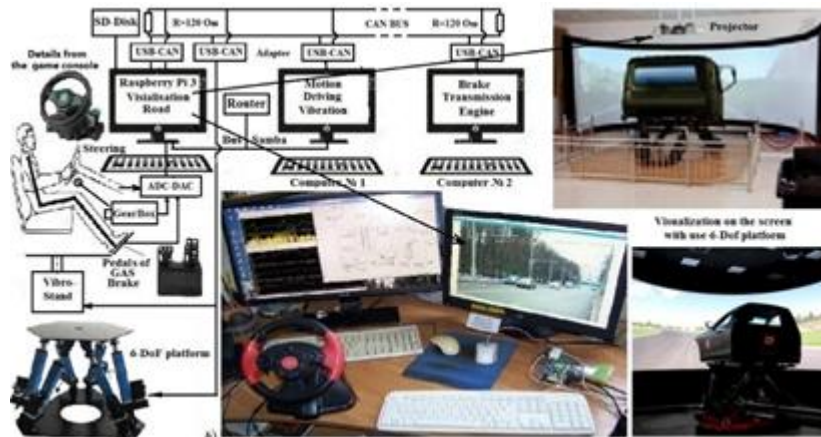 SD-Disk
R=120 Om
CAN BUS
R=120 Om
USB-CAN
USB-CAN
Adapter
USB-CAN
USB-CAN
Projector
Details from
the game console
Raspberry Pi 3
Visialisation
Road
Router
Motion
Driving
Vibration
Brake
Transmission
Engine
Samba
Steering
ADC-DAC
Computer № 1
Computer № 2
GearBox
Pedals of
GAS
Brake
Vibro-
Stand
6-DoF platform
Visualization on the screen
with use 6-Dof platform